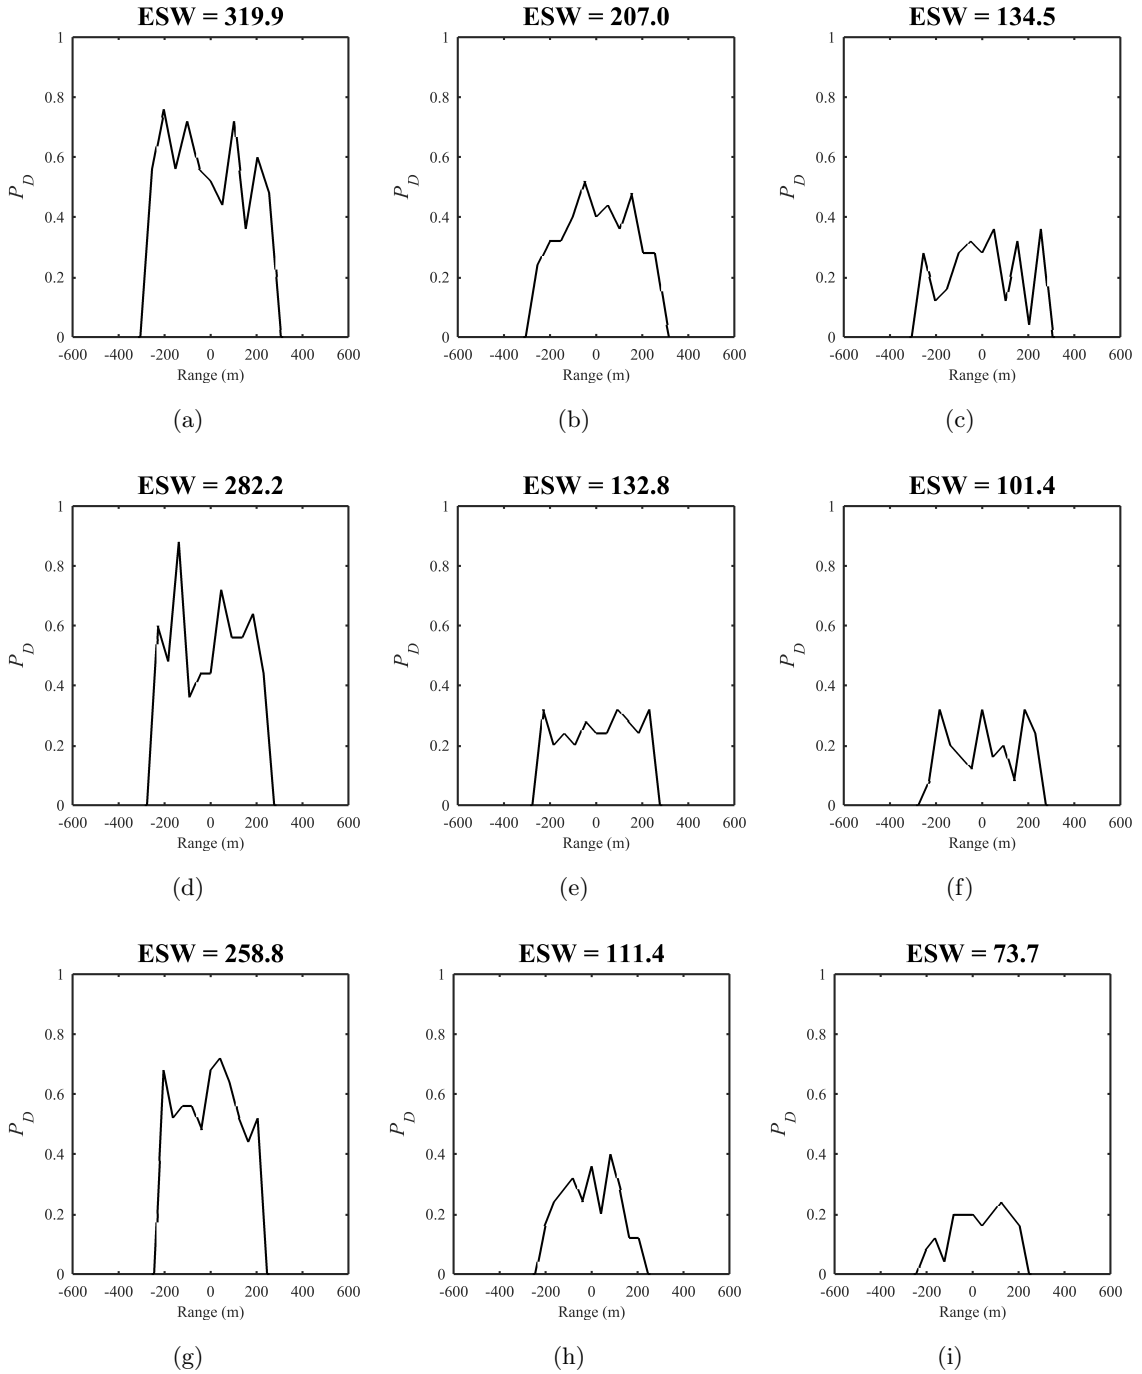 ESW = 319.9 ESW = 207.0 ESW = 134.5
1 1 1
0.8 0.8 0.8
0.6 0.6 0.6
P_D P_D P_D
0.4 0.4 0.4
0.2 0.2 0.2
0 0 0
-600 -400 -200 0 200 400 600 -600 -400 -200 0 200 400 600 -600 -400 -200 0 200 400 600
Range (m) Range (m) Range (m)
(a) (b) (c)
ESW = 282.2 ESW = 132.8 ESW = 101.4
1 1 1
0.8 0.8 0.8
0.6 0.6 0.6
P_D P_D P_D
0.4 0.4 0.4
0.2 0.2 0.2
0 0 0
-600 -400 -200 0 200 400 600 -600 -400 -200 0 200 400 600 -600 -400 -200 0 200 400 600
Range (m) Range (m) Range (m)
(d) (e) (f)
ESW = 258.8 ESW = 111.4 ESW = 73.7
1 1 1
0.8 0.8 0.8
0.6 0.6 0.6
P_D P_D P_D
0.4 0.4 0.4
0.2 0.2 0.2
0 0 0
-600 -400 -200 0 200 400 600 -600 -400 -200 0 200 400 600 -600 -400 -200 0 200 400 600
Range (m) Range (m) Range (m)
(g) (h) (i)